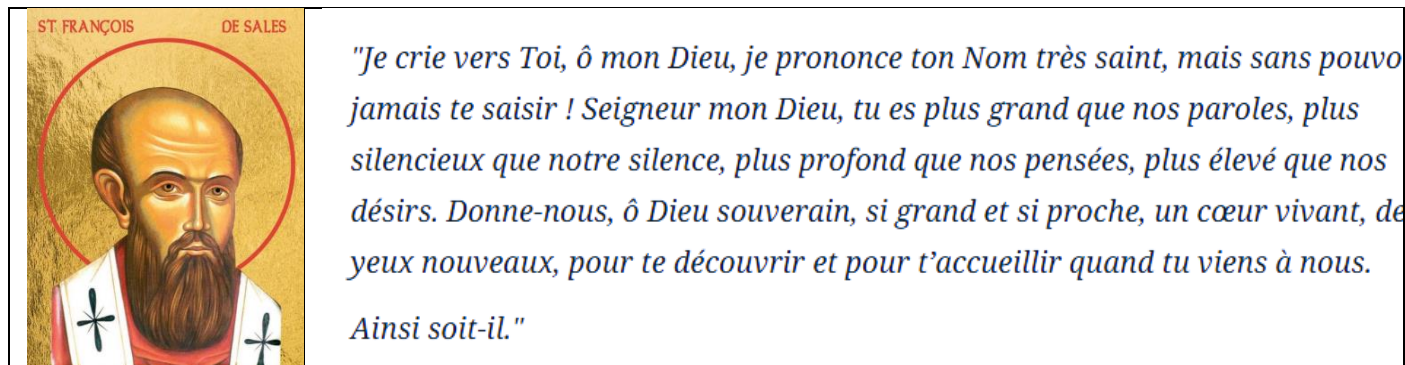 ST FRANÇOIS DE SALES
"Je crie vers Toi, ô mon Dieu, je prononce ton Nom très saint, mais sans pouvo
jamais te saisir ! Seigneur mon Dieu, tu es plus grand que nos paroles, plus
silencieux que notre silence, plus profond que nos pensées, plus élevé que nos
désirs. Donne-nous, ô Dieu souverain, si grand et si proche, un cœur vivant, de
yeux nouveaux, pour te découvrir et pour t’accueillir quand tu viens à nous.
Ainsi soit-il."